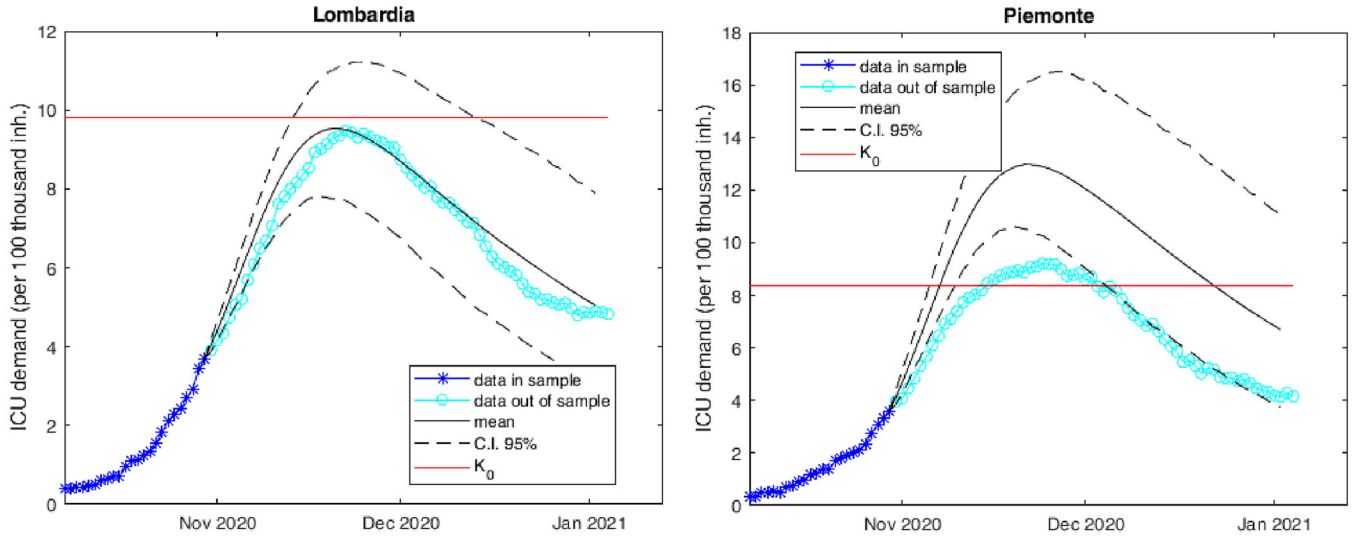 Lombardia
ICU demand (per 100 thousand inh.)
12
10
8
6
4
2
0
Nov 2020
Dec 2020
Jan 2021
data in sample
data out of sample
mean
C.I. 95%
K0
Piemonte
ICU demand (per 100 thousand inh.)
18
16
14
12
10
8
6
4
2
0
Nov 2020
Dec 2020
Jan 2021
data in sample
data out of sample
mean
C.I. 95%
K0